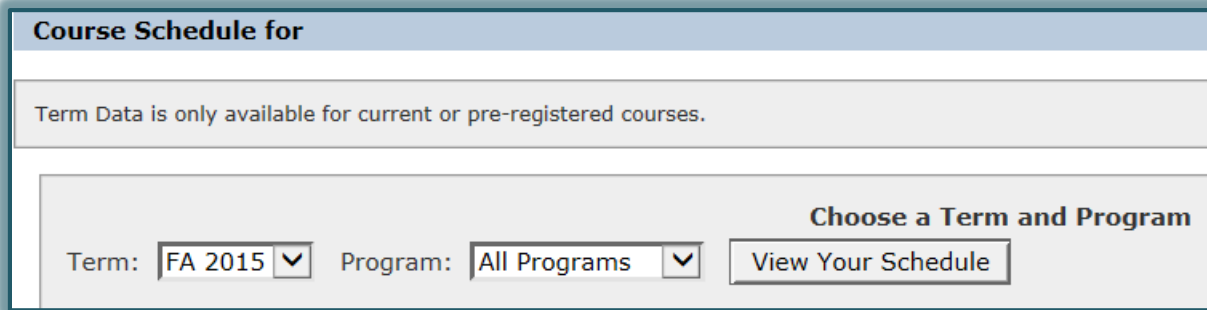 Course Schedule for
Term Data is only available for current or pre-registered courses.
Choose a Term and Program
Term: FA 2015 Program: All Programs View Your Schedule